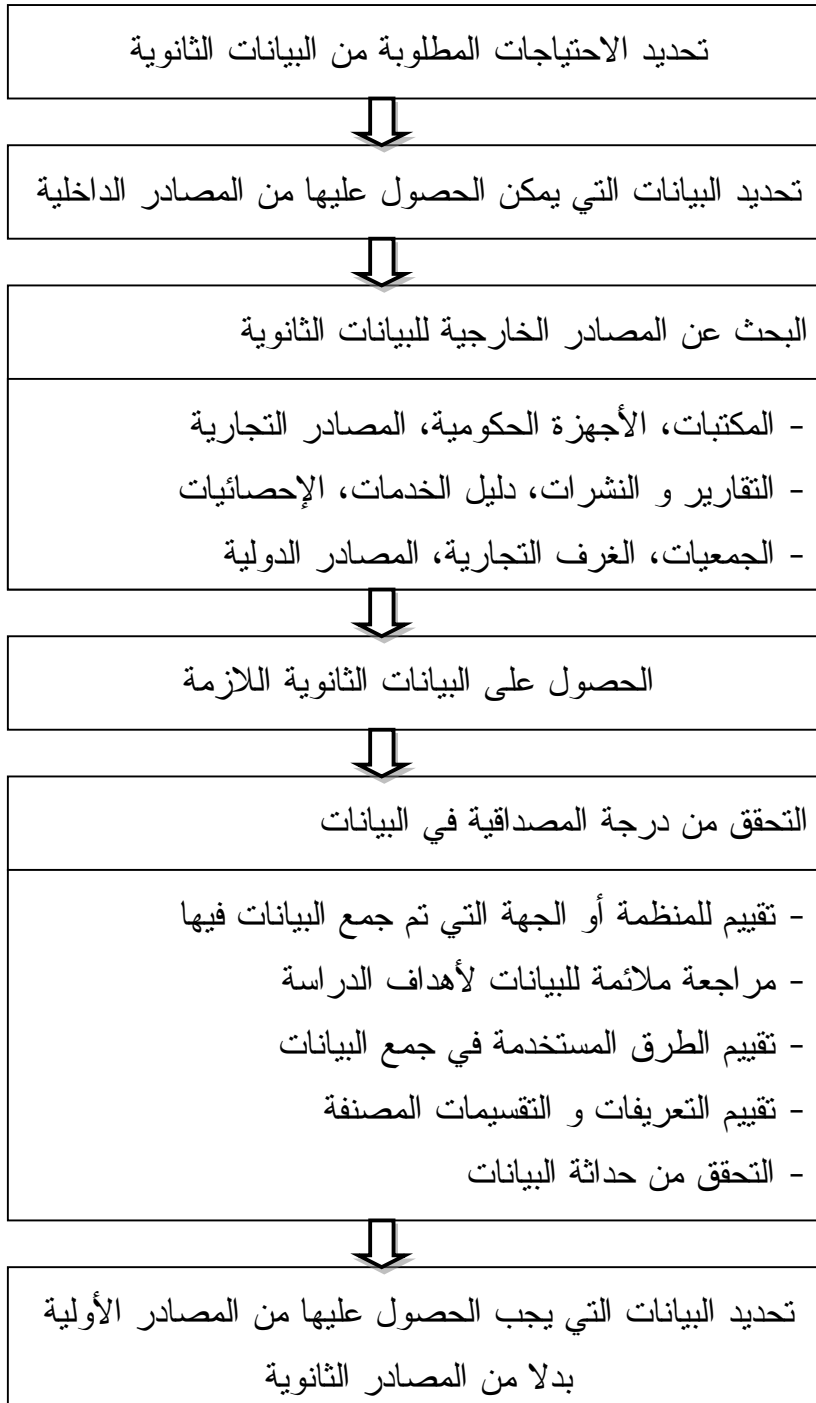 تحديد الاحتياجات المطلوبة من البيانات الثانوية
تحديد البيانات التي يمكن الحصول عليها من المصادر الداخلية
البحث عن المصادر الخارجية للبيانات الثانوية
- المكتبات، الأجهزة الحكومية، المصادر التجارية
- التقارير و النشرات، دليل الخدمات، الإحصائيات
- الجمعيات، الغرف التجارية، المصادر الدولية
الحصول على البيانات الثانوية اللازمة
التحقق من درجة المصداقية في البيانات
- تقييم للمنظمة أو الجهة التي تم جمع البيانات فيها
- مراجعة ملائمة للبيانات لأهداف الدراسة
- تقييم الطرق المستخدمة في جمع البيانات
- تقييم التعريفات و التقسيمات المصنفة
- التحقق من حداثة البيانات
تحديد البيانات التي يجب الحصول عليها من المصادر الأولية
بدلا من المصادر الثانوية